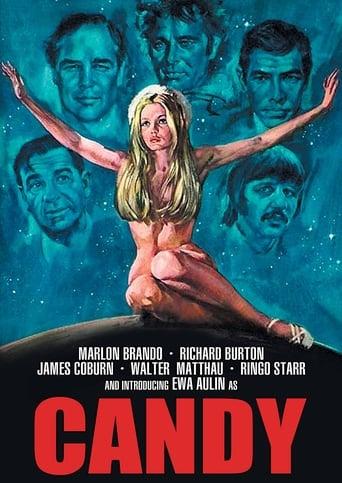 MARLON BRANDO • RICHARD BURTON
JAMES COBURN • WALTER MATTHAU • RINGO STARR
AND INTRODUCING EWA AULIN AS
CANDY